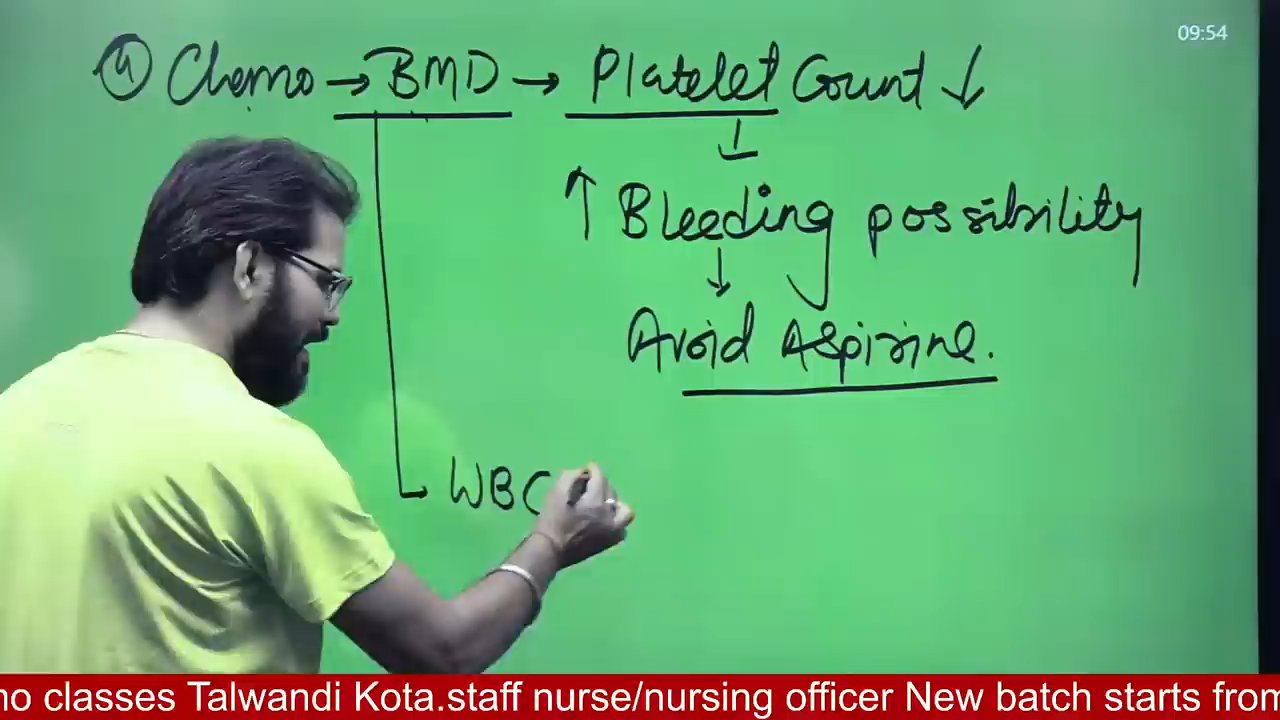 09:54
④ Chemo → BMD → Platelet Count ↓
↓
↑ Bleeding possibility
↓
Avoid Aspirine.
WBC
no classes Talwandi Kota.staff nurse/nursing officer New batch starts from